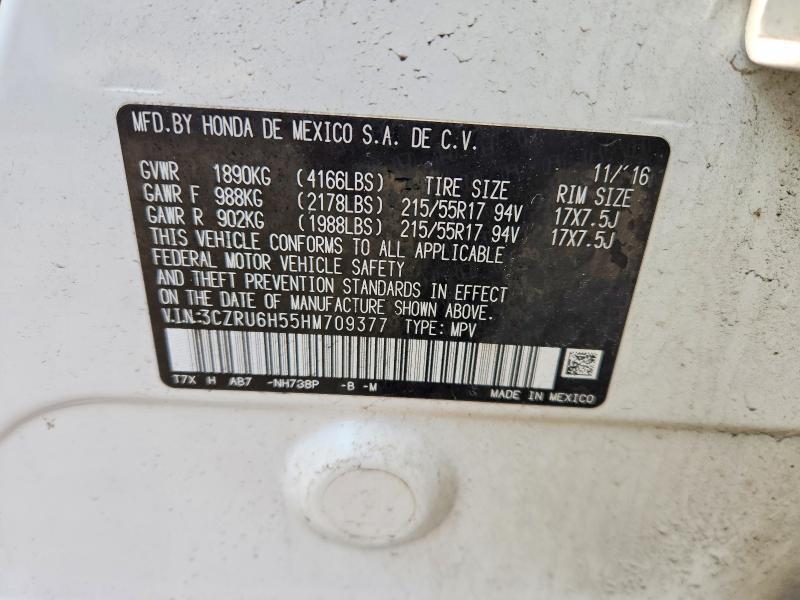 MFD.BY HONDA DE MEXICO S.A. DE C.V.
11/'16
GVWR 1890KG (4166LBS) TIRE SIZE RIM SIZE
GAWR F 988KG (2178LBS) 215/55R17 94V 17X7.5J
GAWR R 902KG (1988LBS) 215/55R17 94V 17X7.5J
THIS VEHICLE CONFORMS TO ALL APPLICABLE
FEDERAL MOTOR VEHICLE SAFETY
AND THEFT PREVENTION STANDARDS IN EFFECT
ON THE DATE OF MANUFACTURE SHOWN ABOVE.
V.I.N.:3CZRU6H55HM709377 TYPE: MPV
T7X H AB7 -NH738P -B -M
MADE IN MEXICO